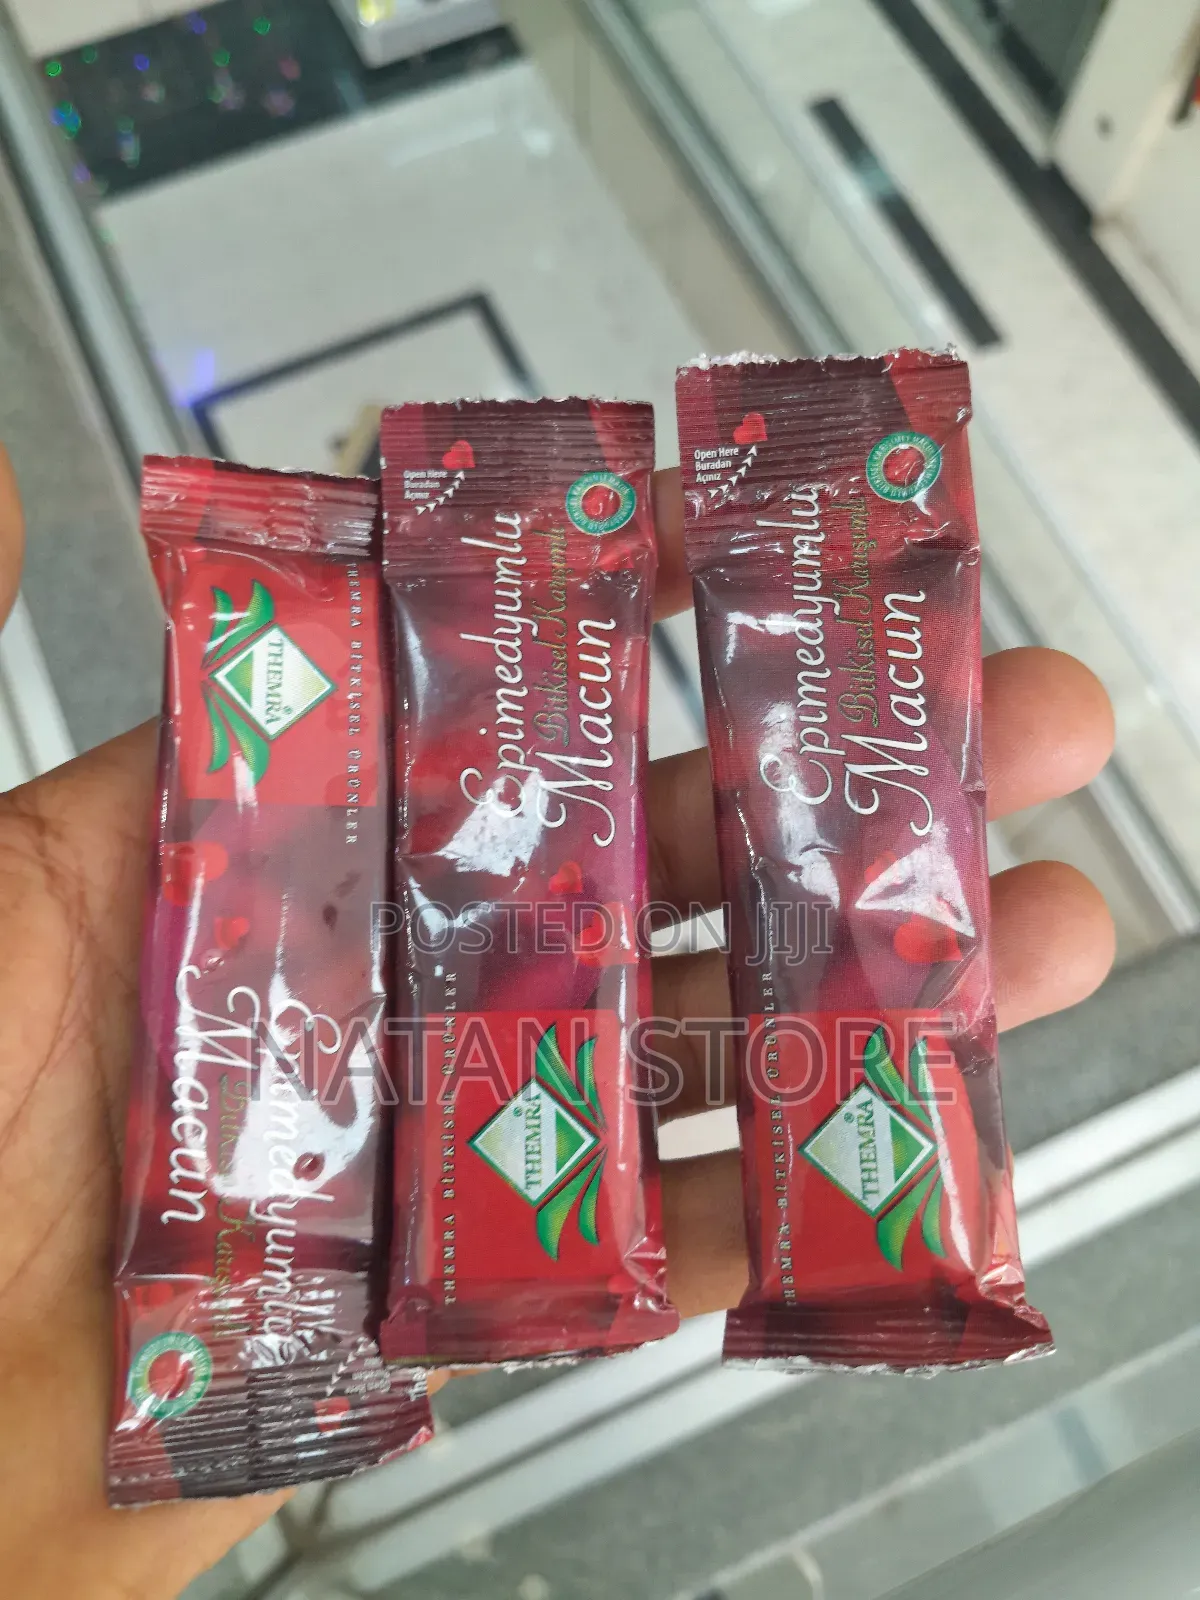 THEMRA
THEMRA BİTKİSEL ÜRÜNLER
Epimedyumlu
Macun
Open Here
Buradan
Açınız
Epimedyumlu
Bitkisel Karışımlı
Macun
THEMRA BİTKİSEL ÜRÜNLER
THEMRA
Open Here
Buradan
Açınız
Epimedyumlu
Bitkisel Karışımlı
Macun
THEMRA BİTKİSEL ÜRÜNLER
THEMRA
POSTED ON JIJI
NATAN STORE